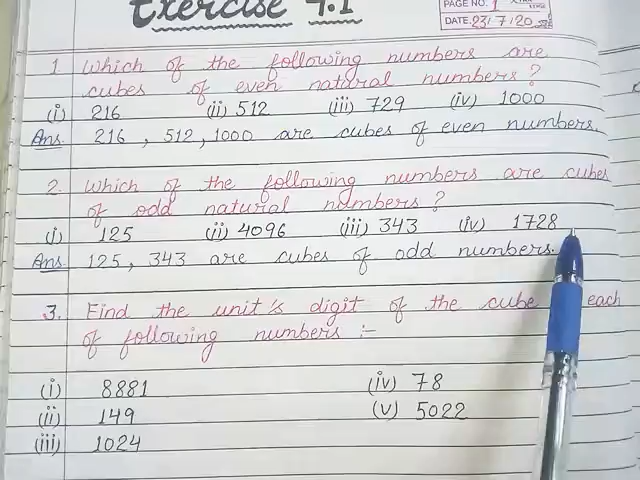 Exercise 4.1
PAGE NO. 1
DATE 23/7/20
1 Which of the following numbers are
cubes of even natural numbers?
(i) 216 (ii) 512 (iii) 729 (iv) 1000
Ans. 216, 512, 1000 are cubes of even numbers.
2. Which of the following numbers are cubes
of odd natural numbers?
(i) 125 (ii) 4096 (iii) 343 (iv) 1728
Ans 125, 343 are cubes of odd numbers.
3. Find the unit's digit of the cube each
of following numbers :-
(i) 8881 (iv) 78
(ii) 149 (v) 5022
(iii) 1024